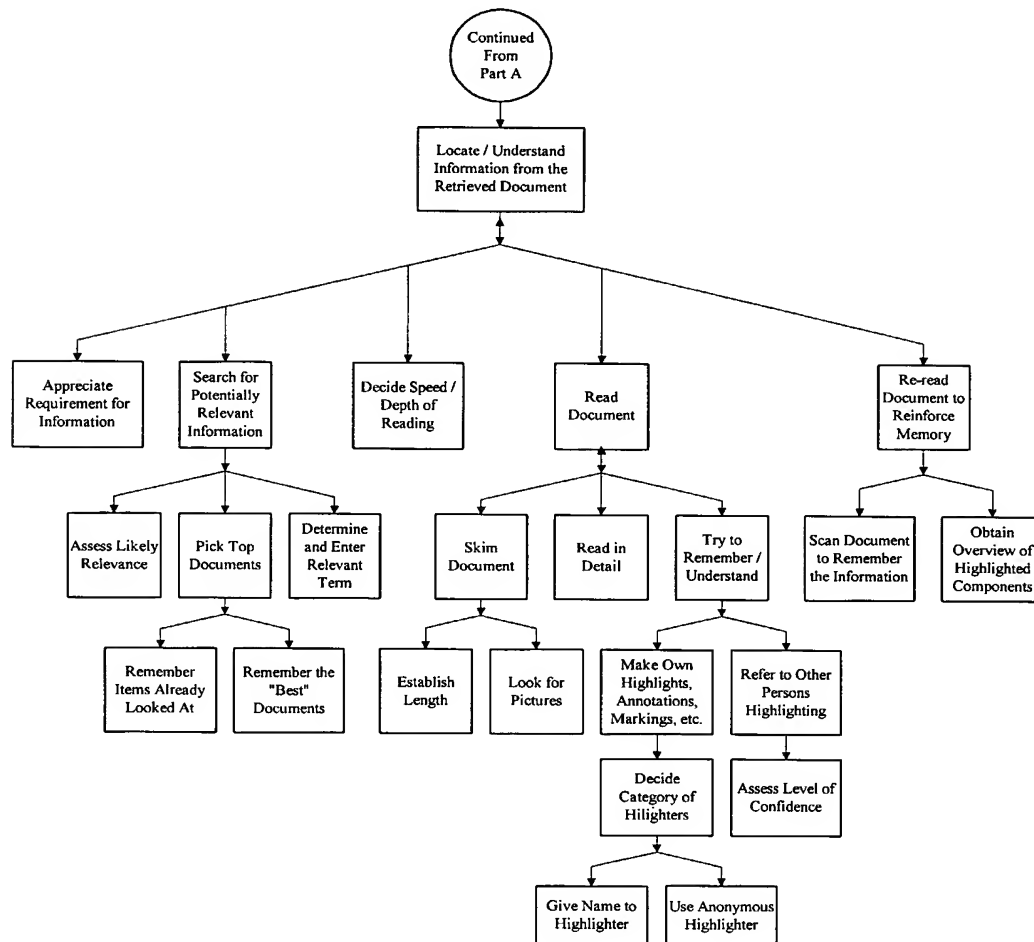 Continued
From
Part A
Locate / Understand
Information from the
Retrieved Document
Appreciate
Requirement for
Information
Search for
Potentially
Relevant
Information
Decide Speed /
Depth of
Reading
Read
Document
Re-read
Document to
Reinforce
Memory
Assess Likely
Relevance
Pick Top
Documents
Determine
and Enter
Relevant
Term
Skim
Document
Read in
Detail
Try to
Remember /
Understand
Scan Document
to Remember
the Information
Obtain
Overview of
Highlighted
Components
Remember
Items Already
Looked At
Remember the
"Best"
Documents
Establish
Length
Look for
Pictures
Make Own
Highlights,
Annotations,
Markings, etc.
Refer to Other
Persons
Highlighting
Decide
Category of
Hilighters
Assess Level of
Confidence
Give Name to
Highlighter
Use Anonymous
Highlighter